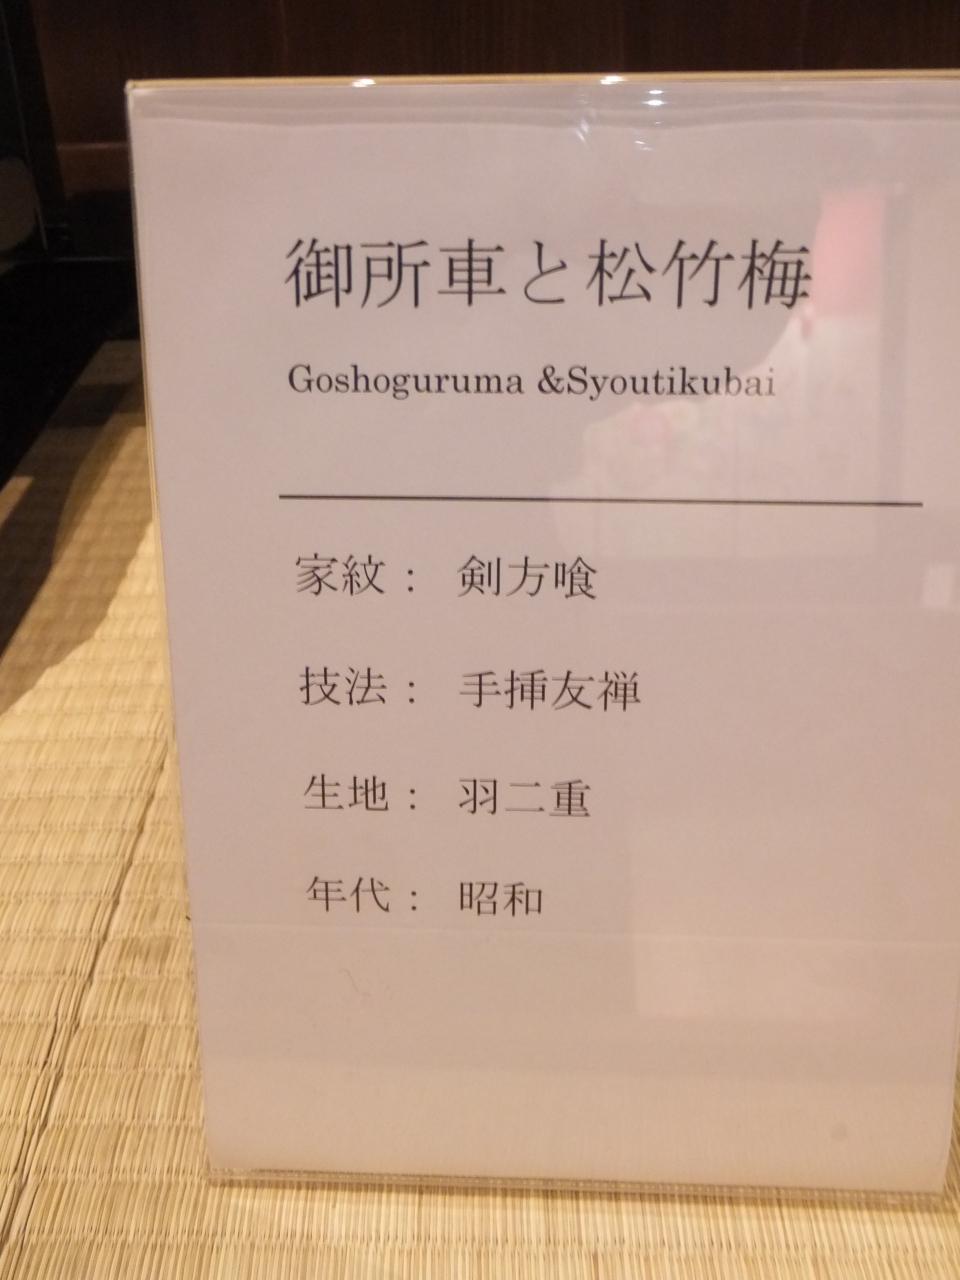 御所車と松竹梅
Goshoguruma &Syoutikubai
家紋： 剣方喰
技法： 手挿友禅
生地： 羽二重
年代： 昭和